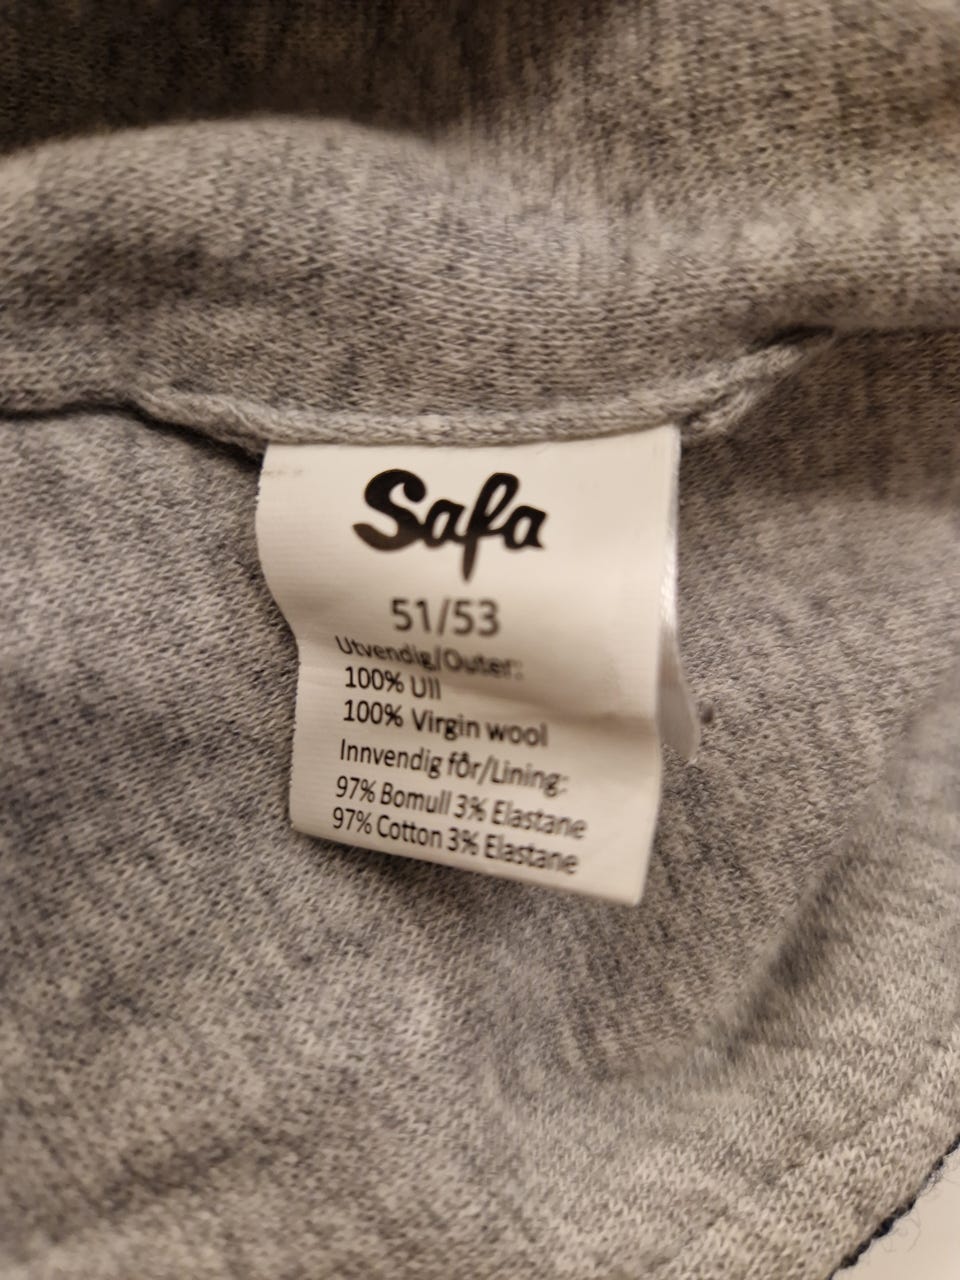 Safa
51/53
Utvendig/Outer:
100% Ull
100% Virgin wool
Innvendig fôr/Lining:
97% Bomull 3% Elastane
97% Cotton 3% Elastane